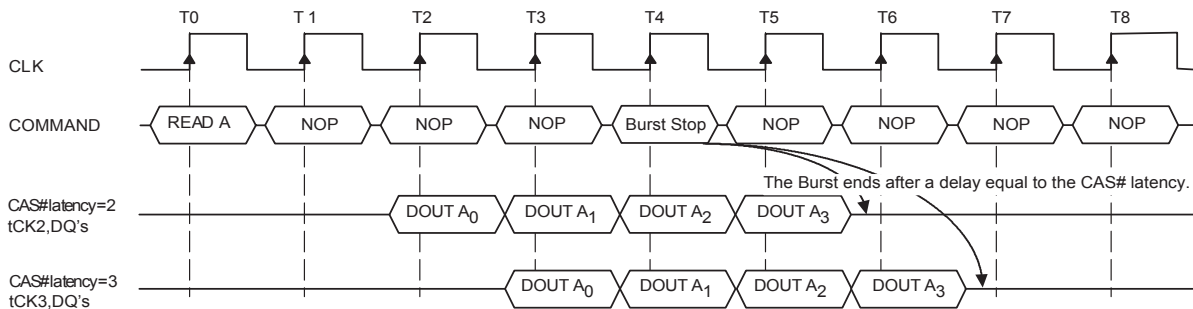 T0 T 1 T2 T3 T4 T5 T6 T7 T8
CLK
COMMAND READ A NOP NOP NOP Burst Stop NOP NOP NOP NOP
The Burst ends after a delay equal to the CAS# latency.
CAS# latency=2
tCK2,DQ's
DOUT A0 DOUT A1 DOUT A2 DOUT A3
CAS# latency=3
tCK3,DQ's
DOUT A0 DOUT A1 DOUT A2 DOUT A3